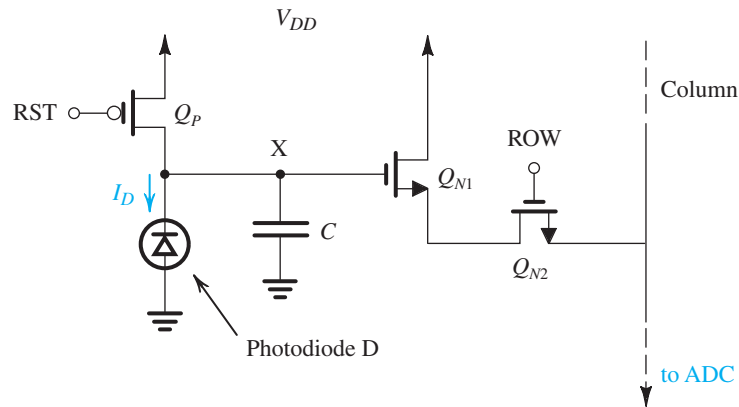 V_DD
Column
RST
Q_P
X
ROW
Q_N1
I_D
C
Q_N2
Photodiode D
to ADC